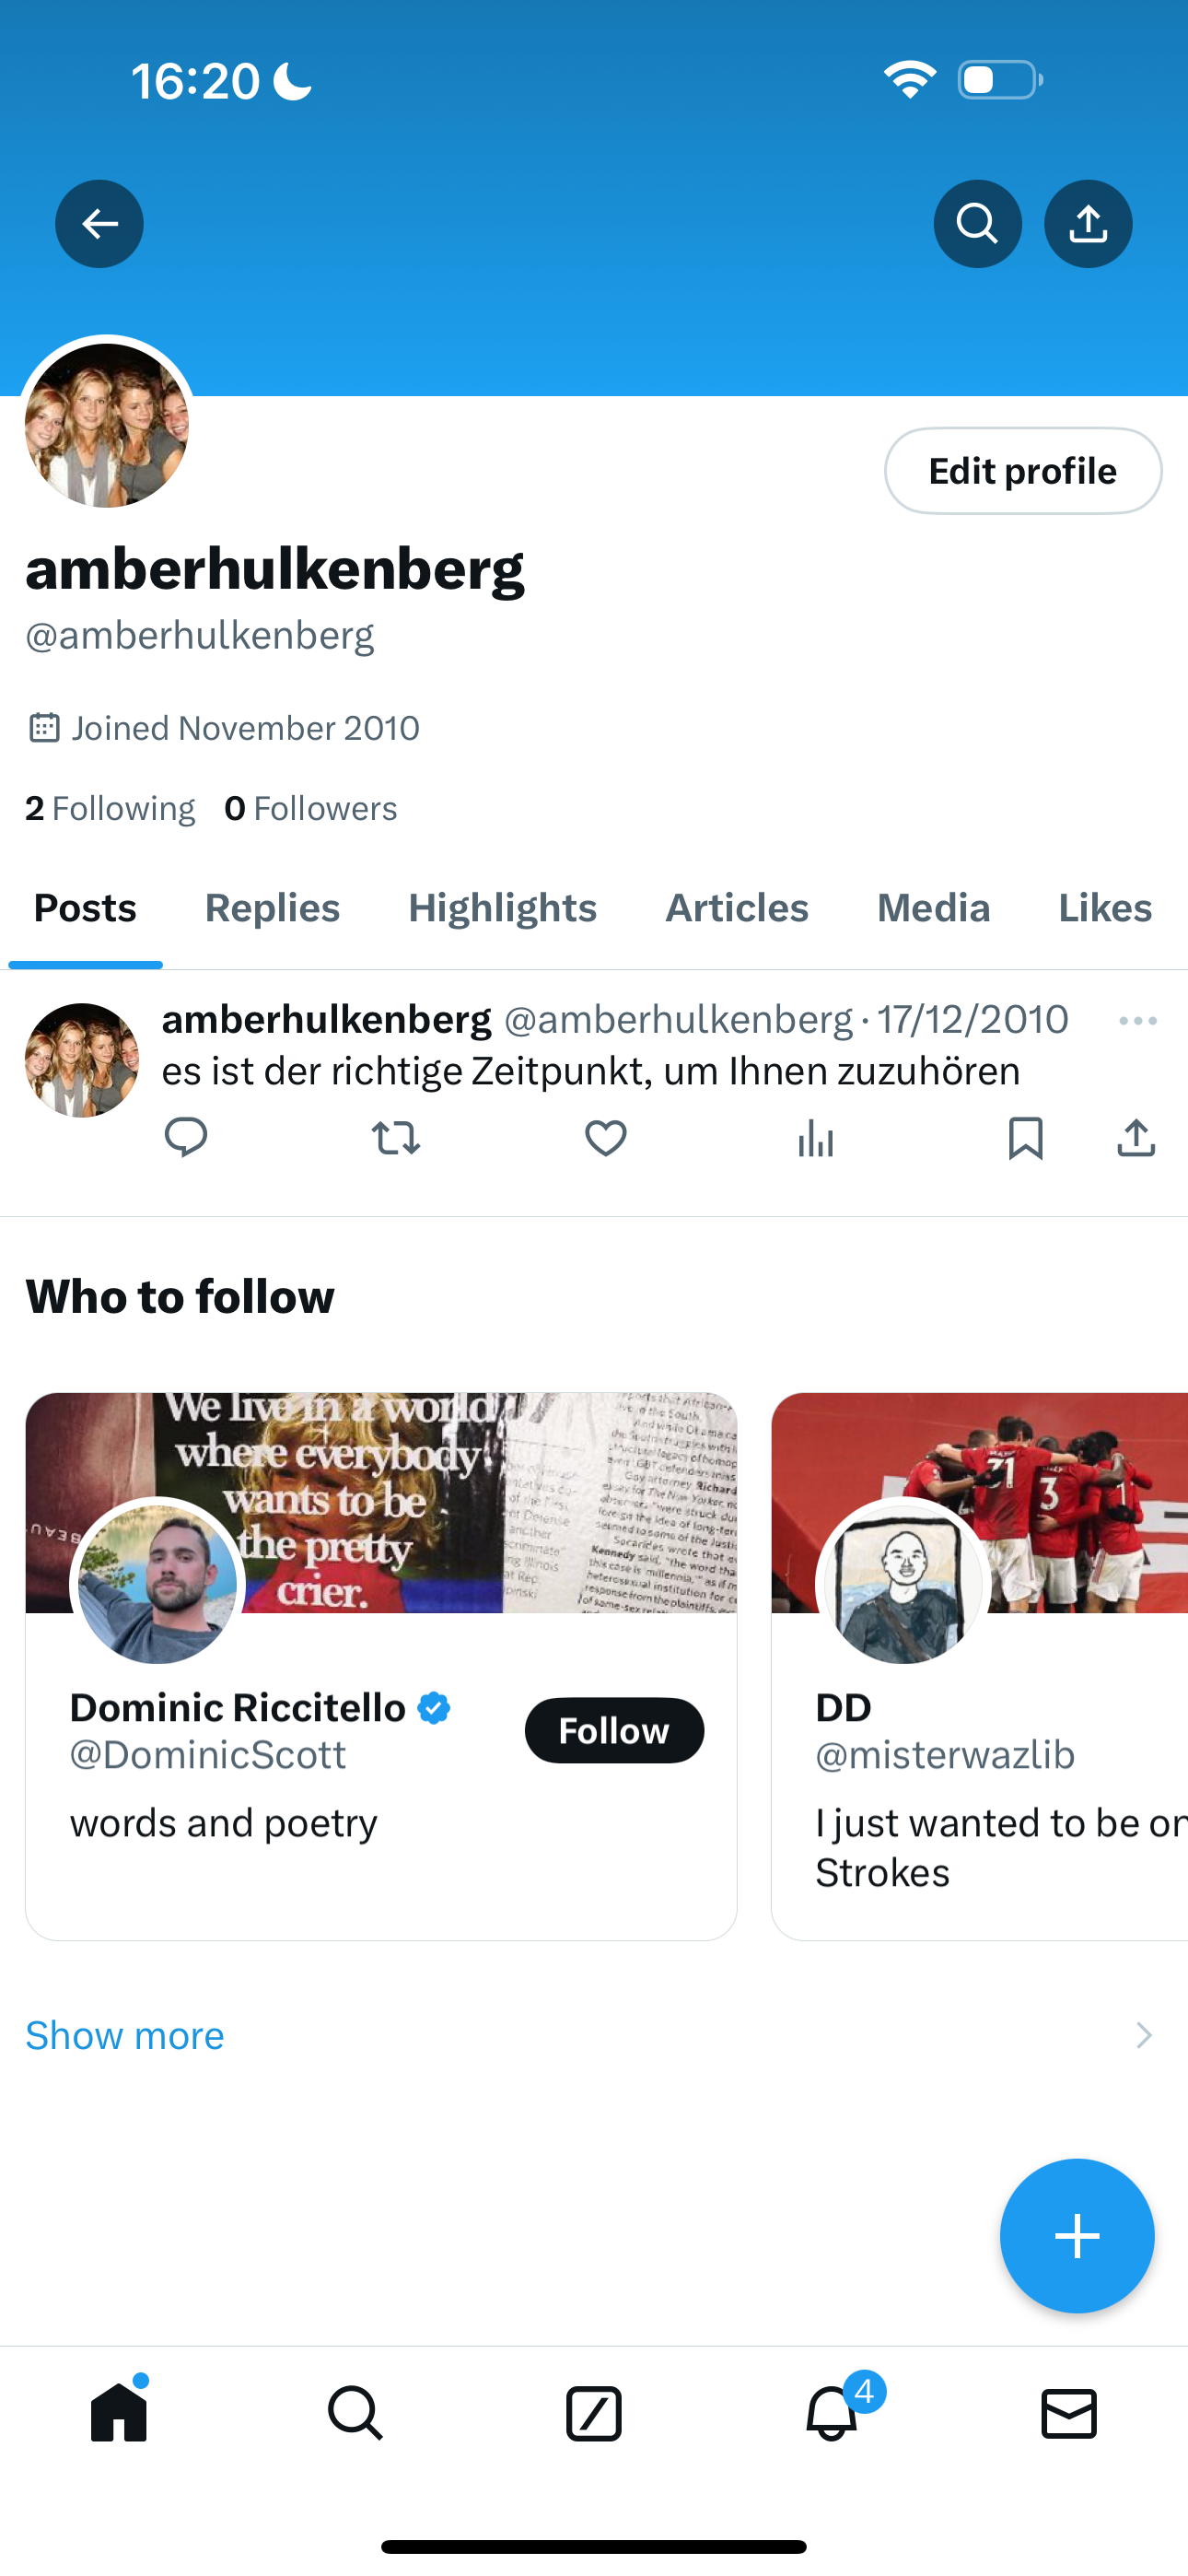 16:20
Edit profile
amberhulkenberg
@amberhulkenberg
Joined November 2010
2 Following 0 Followers
Posts Replies Highlights Articles Media Likes
amberhulkenberg @amberhulkenberg · 17/12/2010
es ist der richtige Zeitpunkt, um Ihnen zuzuhören
Who to follow
We live in a world
where everybody
wants to be
the pretty
crier.
31
3
1
Dominic Riccitello
@DominicScott
Follow
words and poetry
DD
@misterwazlib
I just wanted to be
Strokes
Show more
4